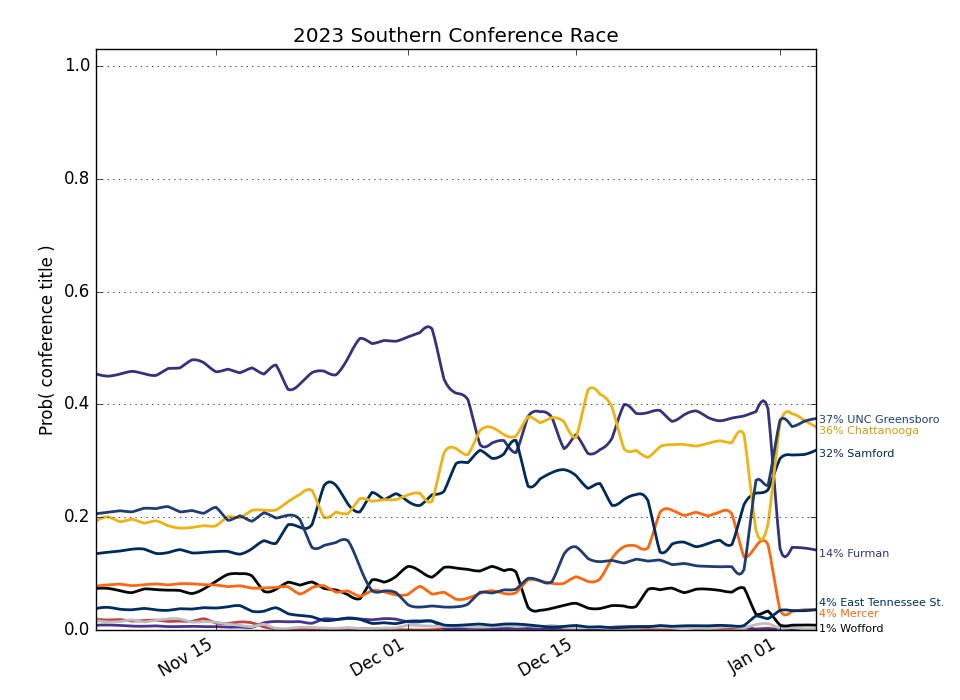 2023 Southern Conference Race
Prob( conference title )
1.0
0.8
0.6
0.4
0.2
0.0
37% UNC Greensboro
36% Chattanooga
32% Samford
14% Furman
4% East Tennessee St.
4% Mercer
1% Wofford
Nov 15
Dec 01
Dec 15
Jan 01